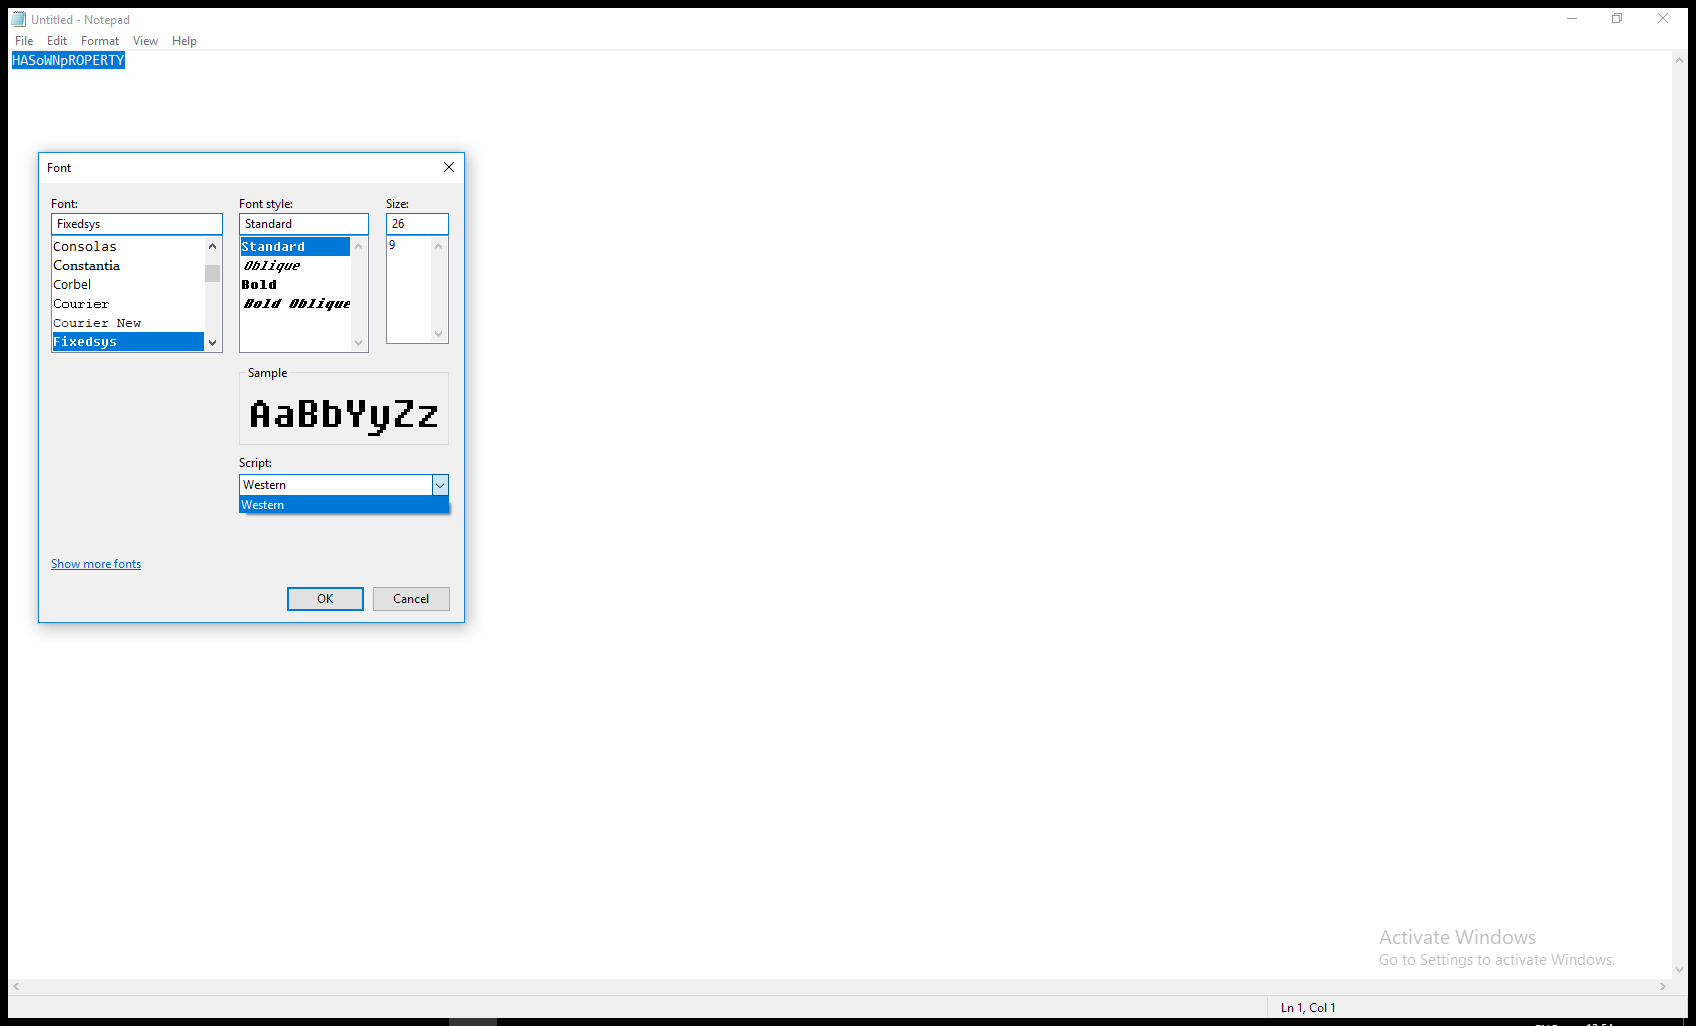 Untitled - Notepad
File Edit Format View Help
HASoWNpROPERTY
Font
Font: Font style: Size:
Fixedsys Standard 26
Consolas Standard 9
Constantia Oblique
Corbel Bold
Courier Bold Oblique
Courier New
Fixedsys
Sample
AaBbYyZz
Script:
Western
Western
Show more fonts
OK Cancel
Activate Windows
Go to Settings to activate Windows.
Ln 1, Col 1